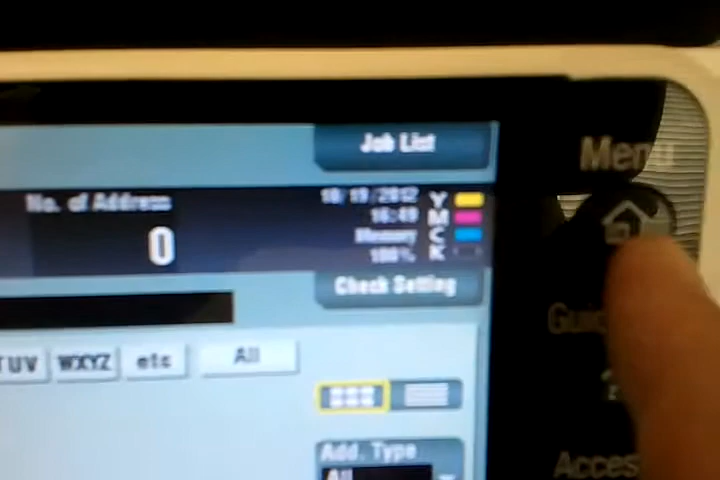 Job List
Menu
No. of Address
0
10/19/2012
16:49
Memory
100%
Y
M
C
K
Check Setting
TUV
WXYZ
etc
All
Add. Type
All